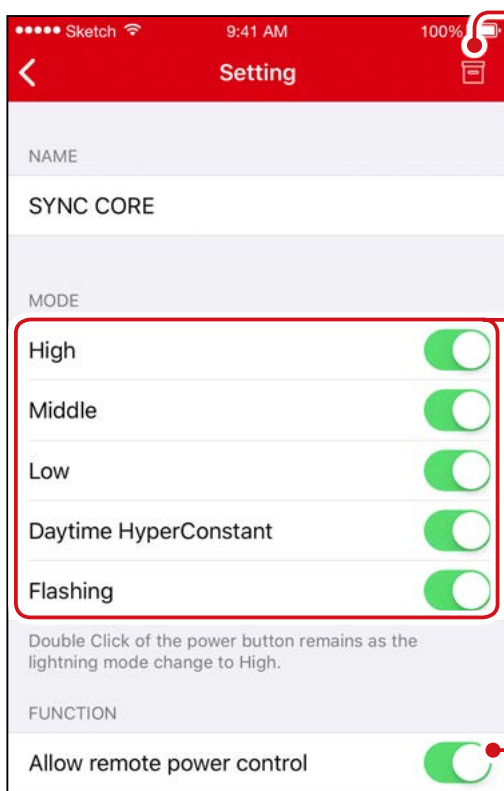 Sketch 9:41 AM 100%
Setting
NAME
SYNC CORE
MODE
High
Middle
Low
Daytime HyperConstant
Flashing
Double Click of the power button remains as the
lightning mode change to High.
FUNCTION
Allow remote power control